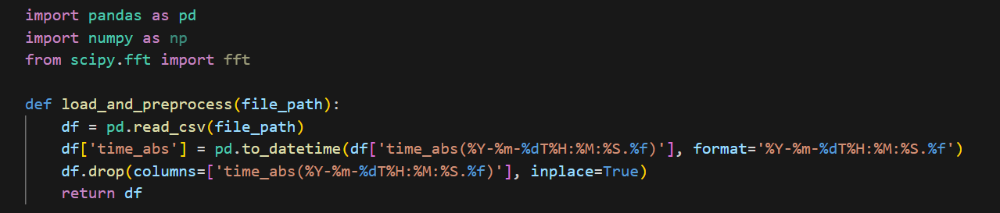 import pandas as pd
import numpy as np
from scipy.fft import fft

def load_and_preprocess(file_path):
    df = pd.read_csv(file_path)
    df['time_abs'] = pd.to_datetime(df['time_abs(%Y-%m-%dT%H:%M:%S.%f)'], format='%Y-%m-%dT%H:%M:%S.%f')
    df.drop(columns=['time_abs(%Y-%m-%dT%H:%M:%S.%f)'], inplace=True)
    return df